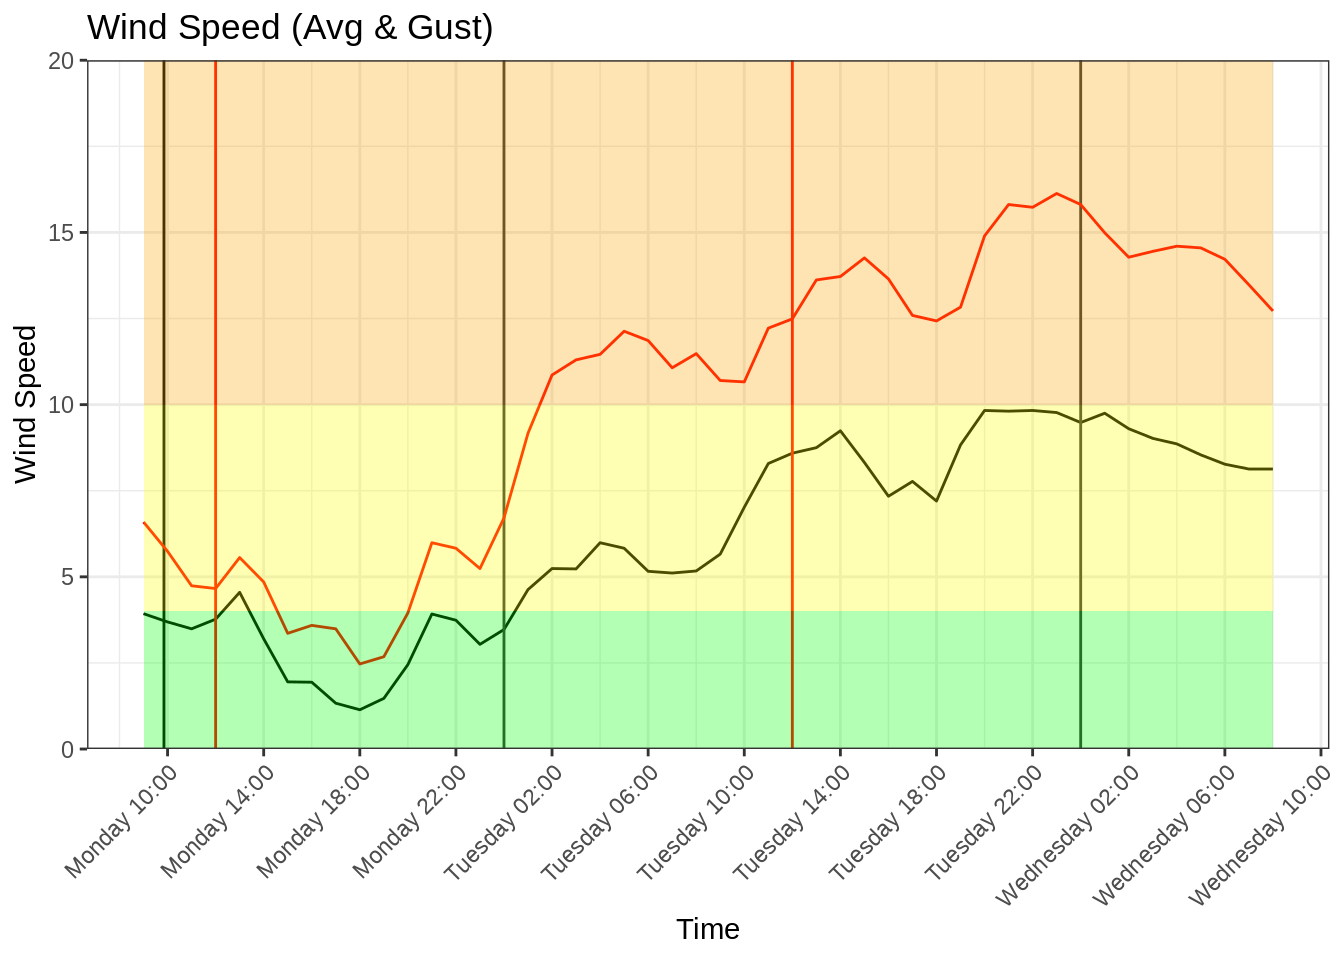 Wind Speed (Avg & Gust)
20
15
10
5
0
Wind Speed
Monday 10:00
Monday 14:00
Monday 18:00
Monday 22:00
Tuesday 02:00
Tuesday 06:00
Tuesday 10:00
Tuesday 14:00
Tuesday 18:00
Tuesday 22:00
Wednesday 02:00
Wednesday 06:00
Wednesday 10:00
Time